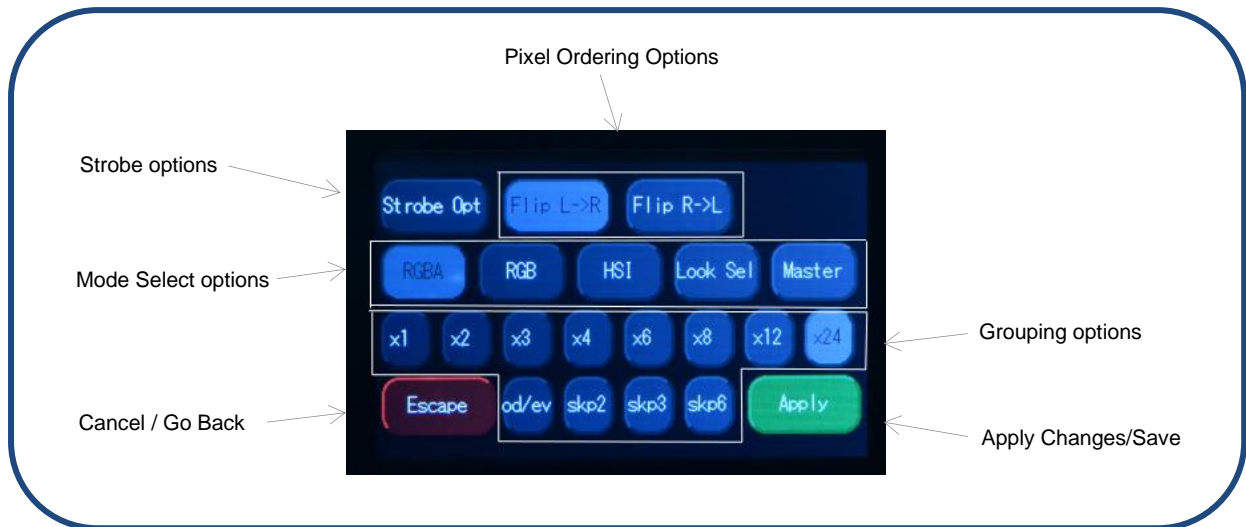 Pixel Ordering Options
Strobe options
Strobe Opt Flip L->R Flip R->L
Mode Select options
RGBA RGB HSI Look Sel Master
x1 x2 x3 x4 x6 x8 x12 x24
Grouping options
Escape od/ev skp2 skp3 skp6 Apply
Cancel / Go Back
Apply Changes/Save